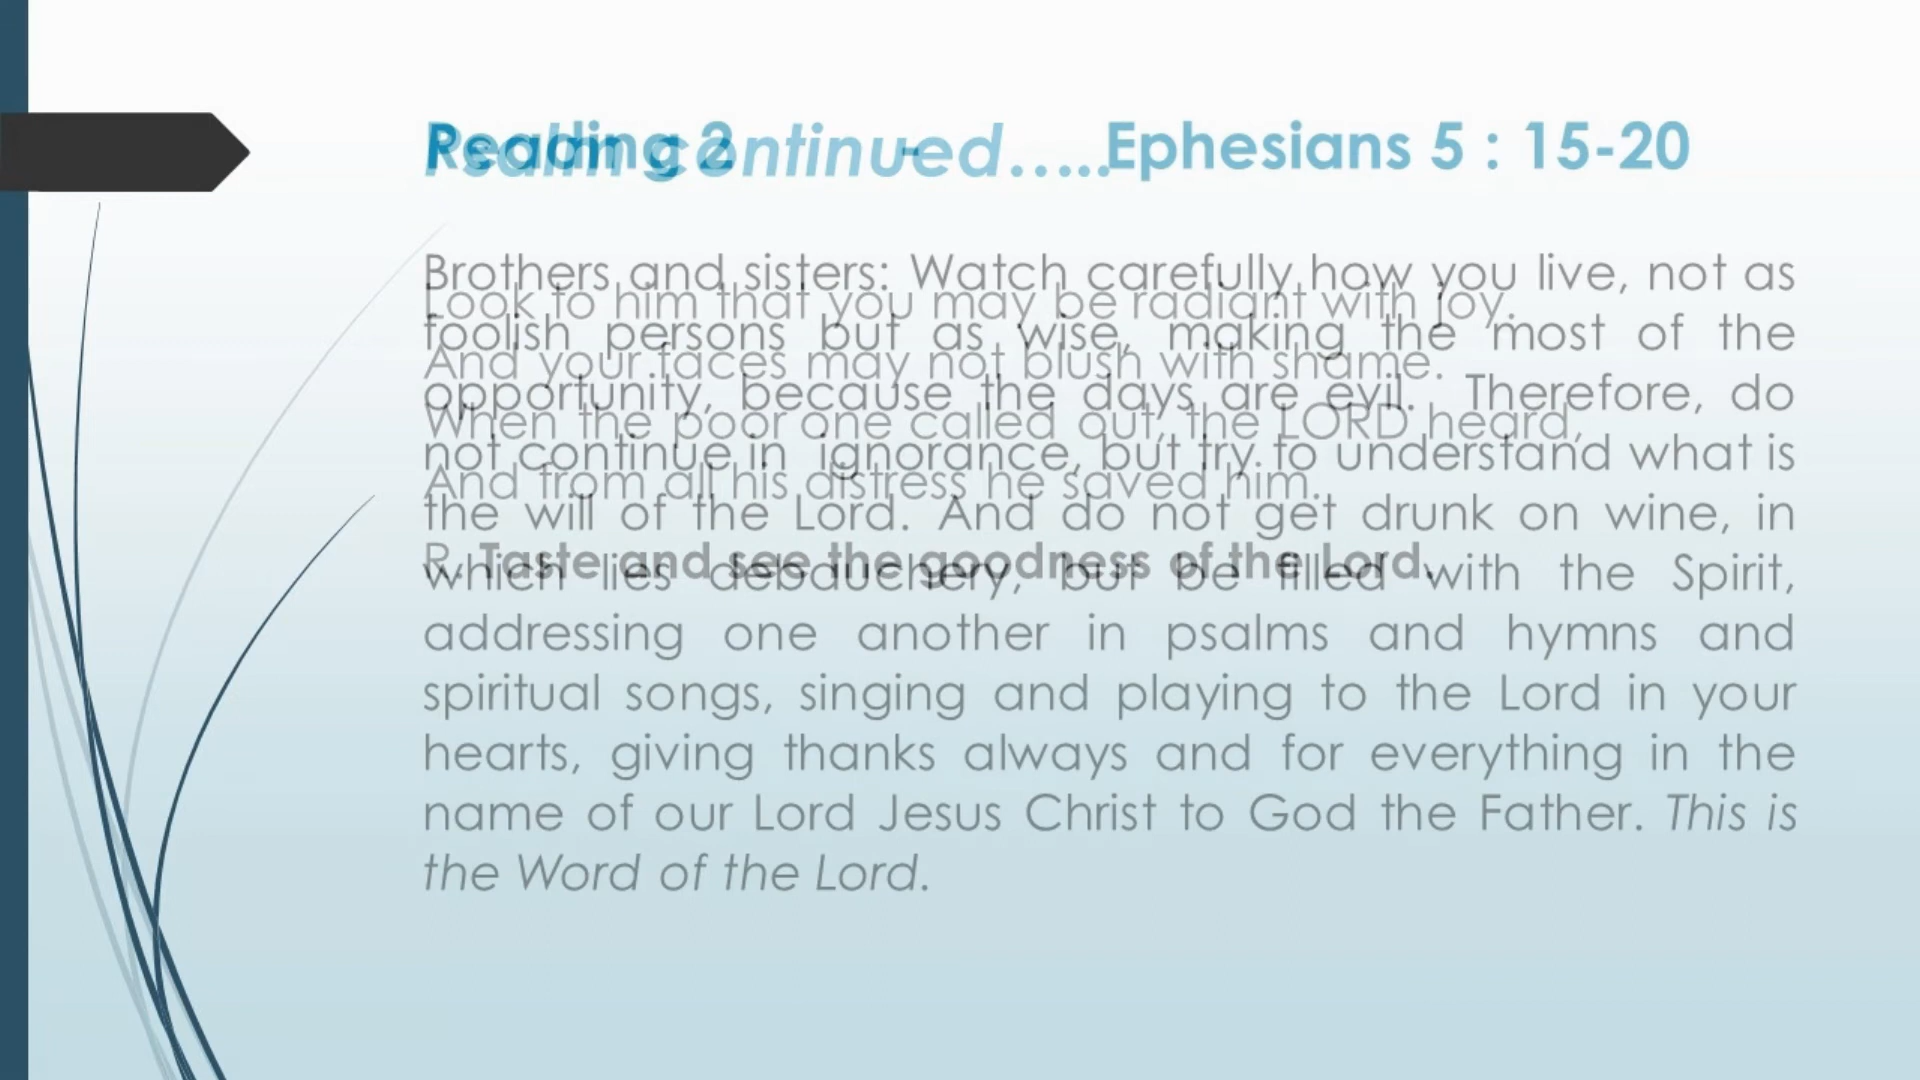 Psalm continued.....
Look to him that you may be radiant with joy.
And your faces may not blush with shame.
When the poor one called out, the LORD heard,
And from all his distress he saved him.
R. Taste and see the goodness of the Lord.
Reading 2 - Ephesians 5 : 15-20
Brothers and sisters: Watch carefully how you live, not as
foolish persons but as wise, making the most of the
opportunity, because the days are evil. Therefore, do
not continue in ignorance, but try to understand what is
the will of the Lord. And do not get drunk on wine, in
which lies debauchery, but be filled with the Spirit,
addressing one another in psalms and hymns and
spiritual songs, singing and playing to the Lord in your
hearts, giving thanks always and for everything in the
name of our Lord Jesus Christ to God the Father. This is
the Word of the Lord.